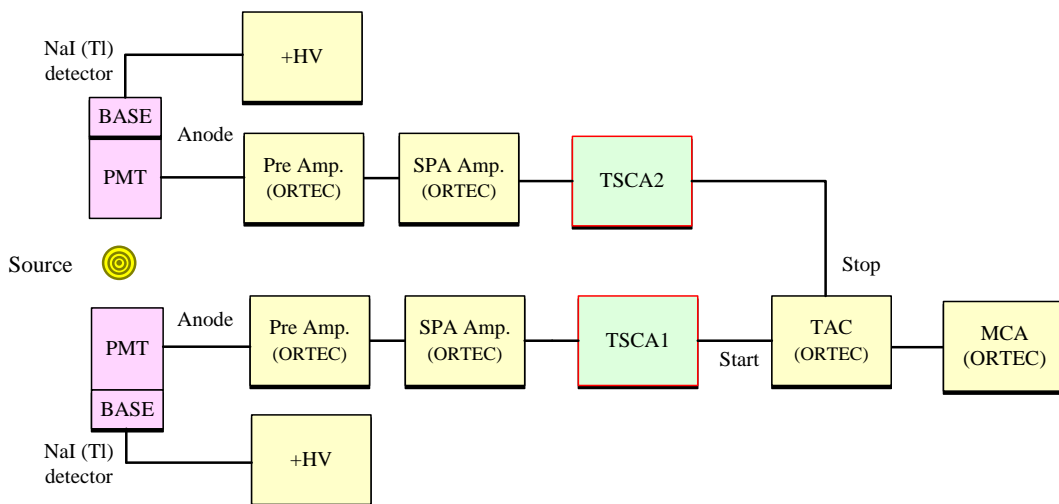 NaI (Tl)
detector
+HV
BASE
Anode
PMT
Pre Amp.
(ORTEC)
SPA Amp.
(ORTEC)
TSCA2
Source
Stop
PMT
Anode
Pre Amp.
(ORTEC)
SPA Amp.
(ORTEC)
TSCA1
Start
TAC
(ORTEC)
MCA
(ORTEC)
BASE
NaI (Tl)
detector
+HV